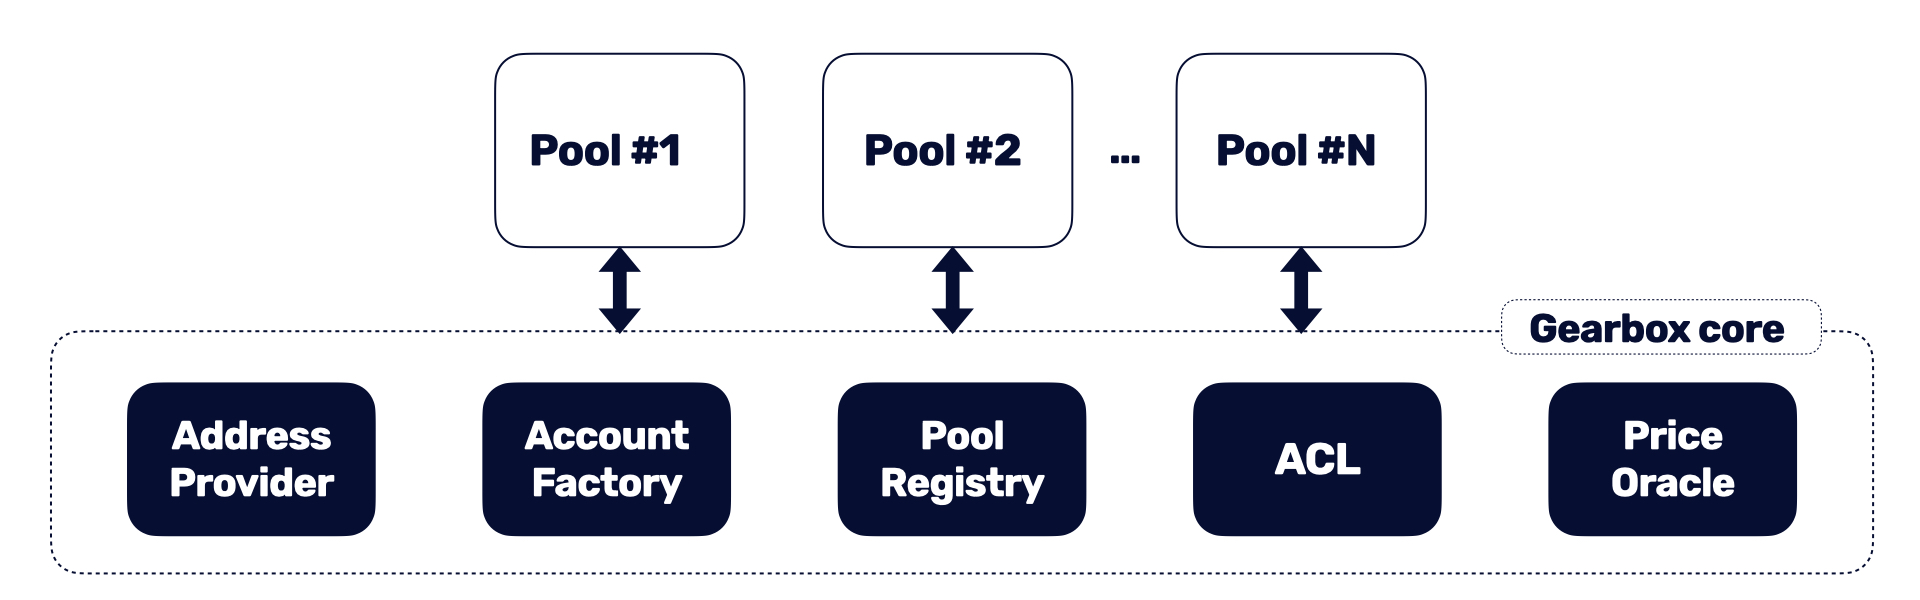 Pool #1
Pool #2
...
Pool #N
Gearbox core
Address
Provider
Account
Factory
Pool
Registry
ACL
Price
Oracle